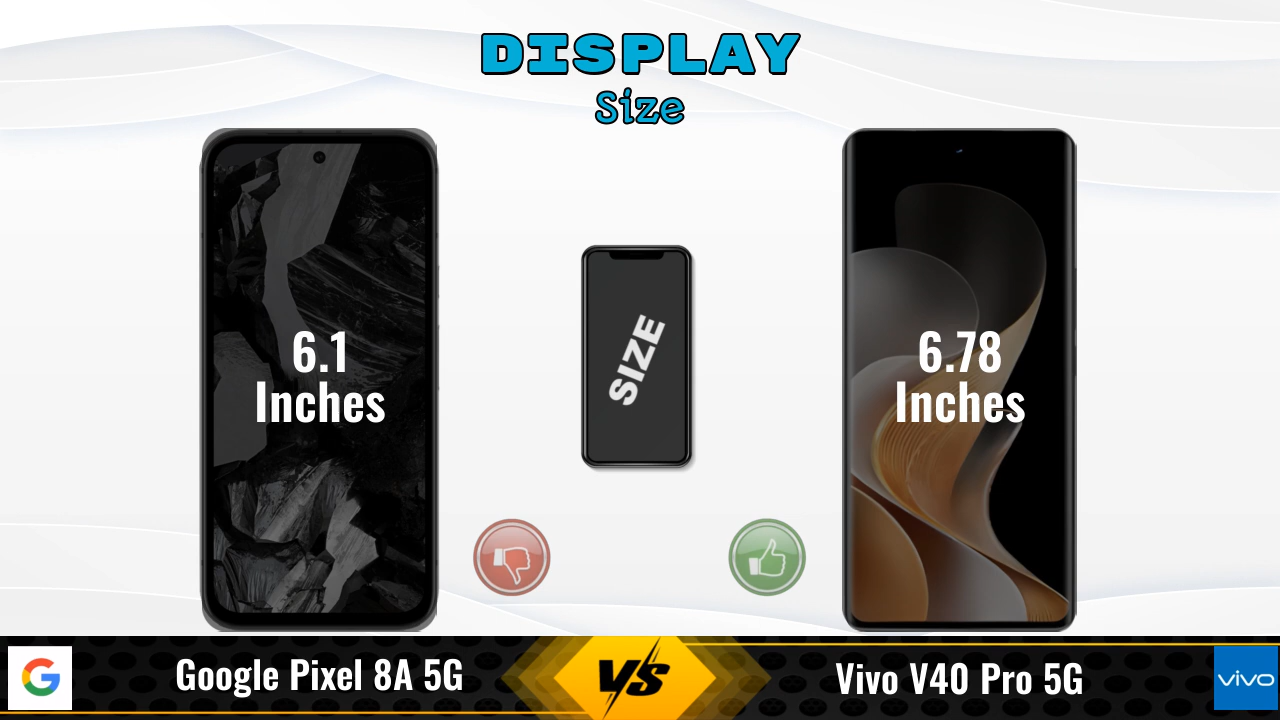 DISPLAY
Size
6.1
Inches
SIZE
6.78
Inches
G
Google Pixel 8A 5G
VS
Vivo V40 Pro 5G
vivo